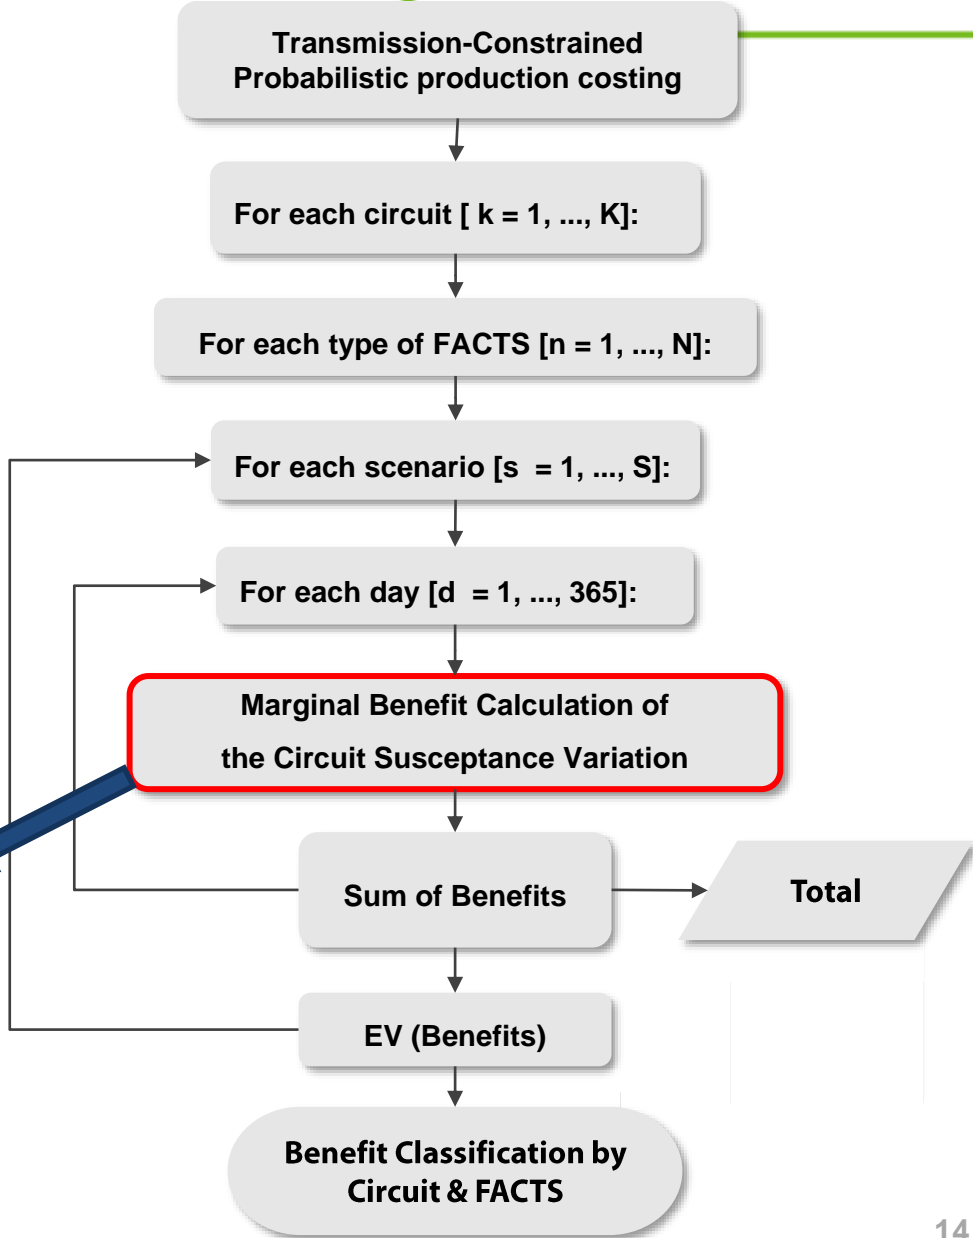 Transmission-Constrained
Probabilistic production costing
For each circuit [ k = 1, ..., K]:
For each type of FACTS [n = 1, ..., N]:
For each scenario [s  = 1, ..., S]:
For each day [d  = 1, ..., 365]:
Marginal Benefit Calculation of
the Circuit Susceptance Variation
Sum of Benefits
Total
EV (Benefits)
Benefit Classification by
Circuit & FACTS
14